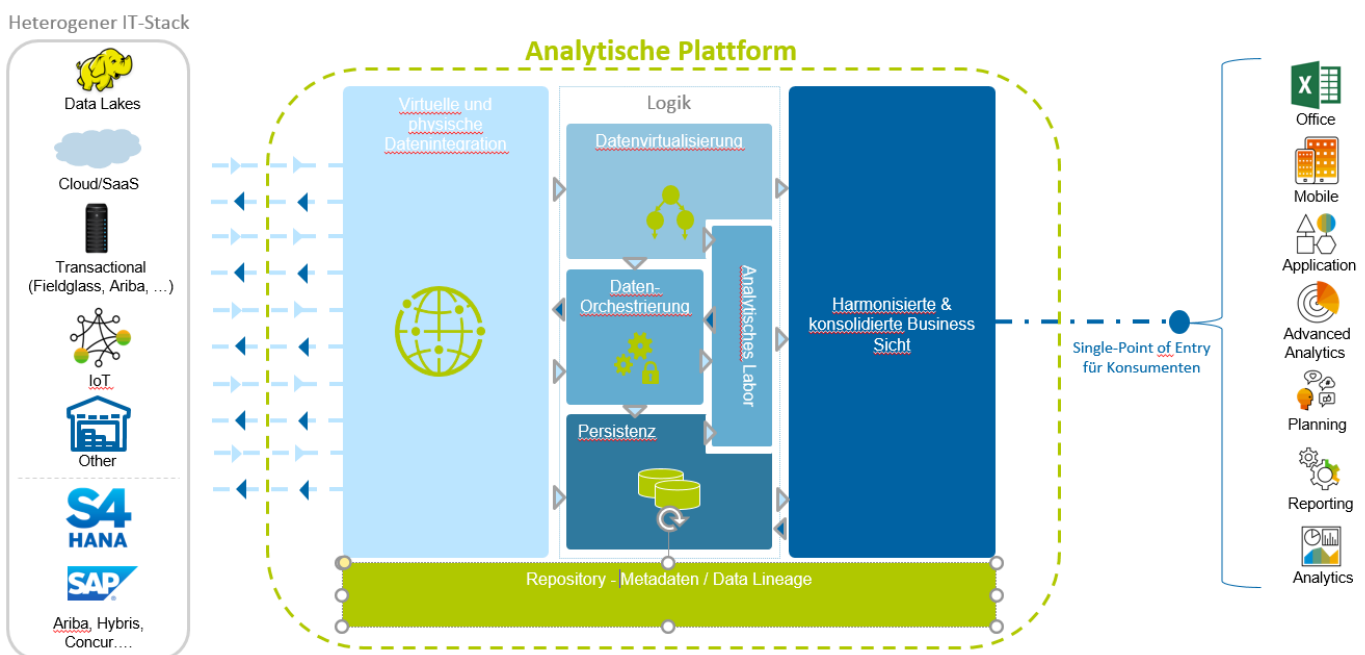 Heterogener IT-Stack
Data Lakes
Cloud/SaaS
Transactional
(Fieldglass, Ariba, …)
IoT
Other
S4
HANA
SAP
Ariba, Hybris,
Concur….
Analytische Plattform
Virtuelle und
physische
Datenintegration
Logik
Datenvirtualisierung
Daten-
Orchestrierung
Analytisches Labor
Persistenz
Harmonisierte &
konsolidierte Business
Sicht
Repository - Metadaten / Data Lineage
Single-Point of Entry
für Konsumenten
X
Office
Mobile
Application
Advanced
Analytics
Planning
Reporting
Analytics